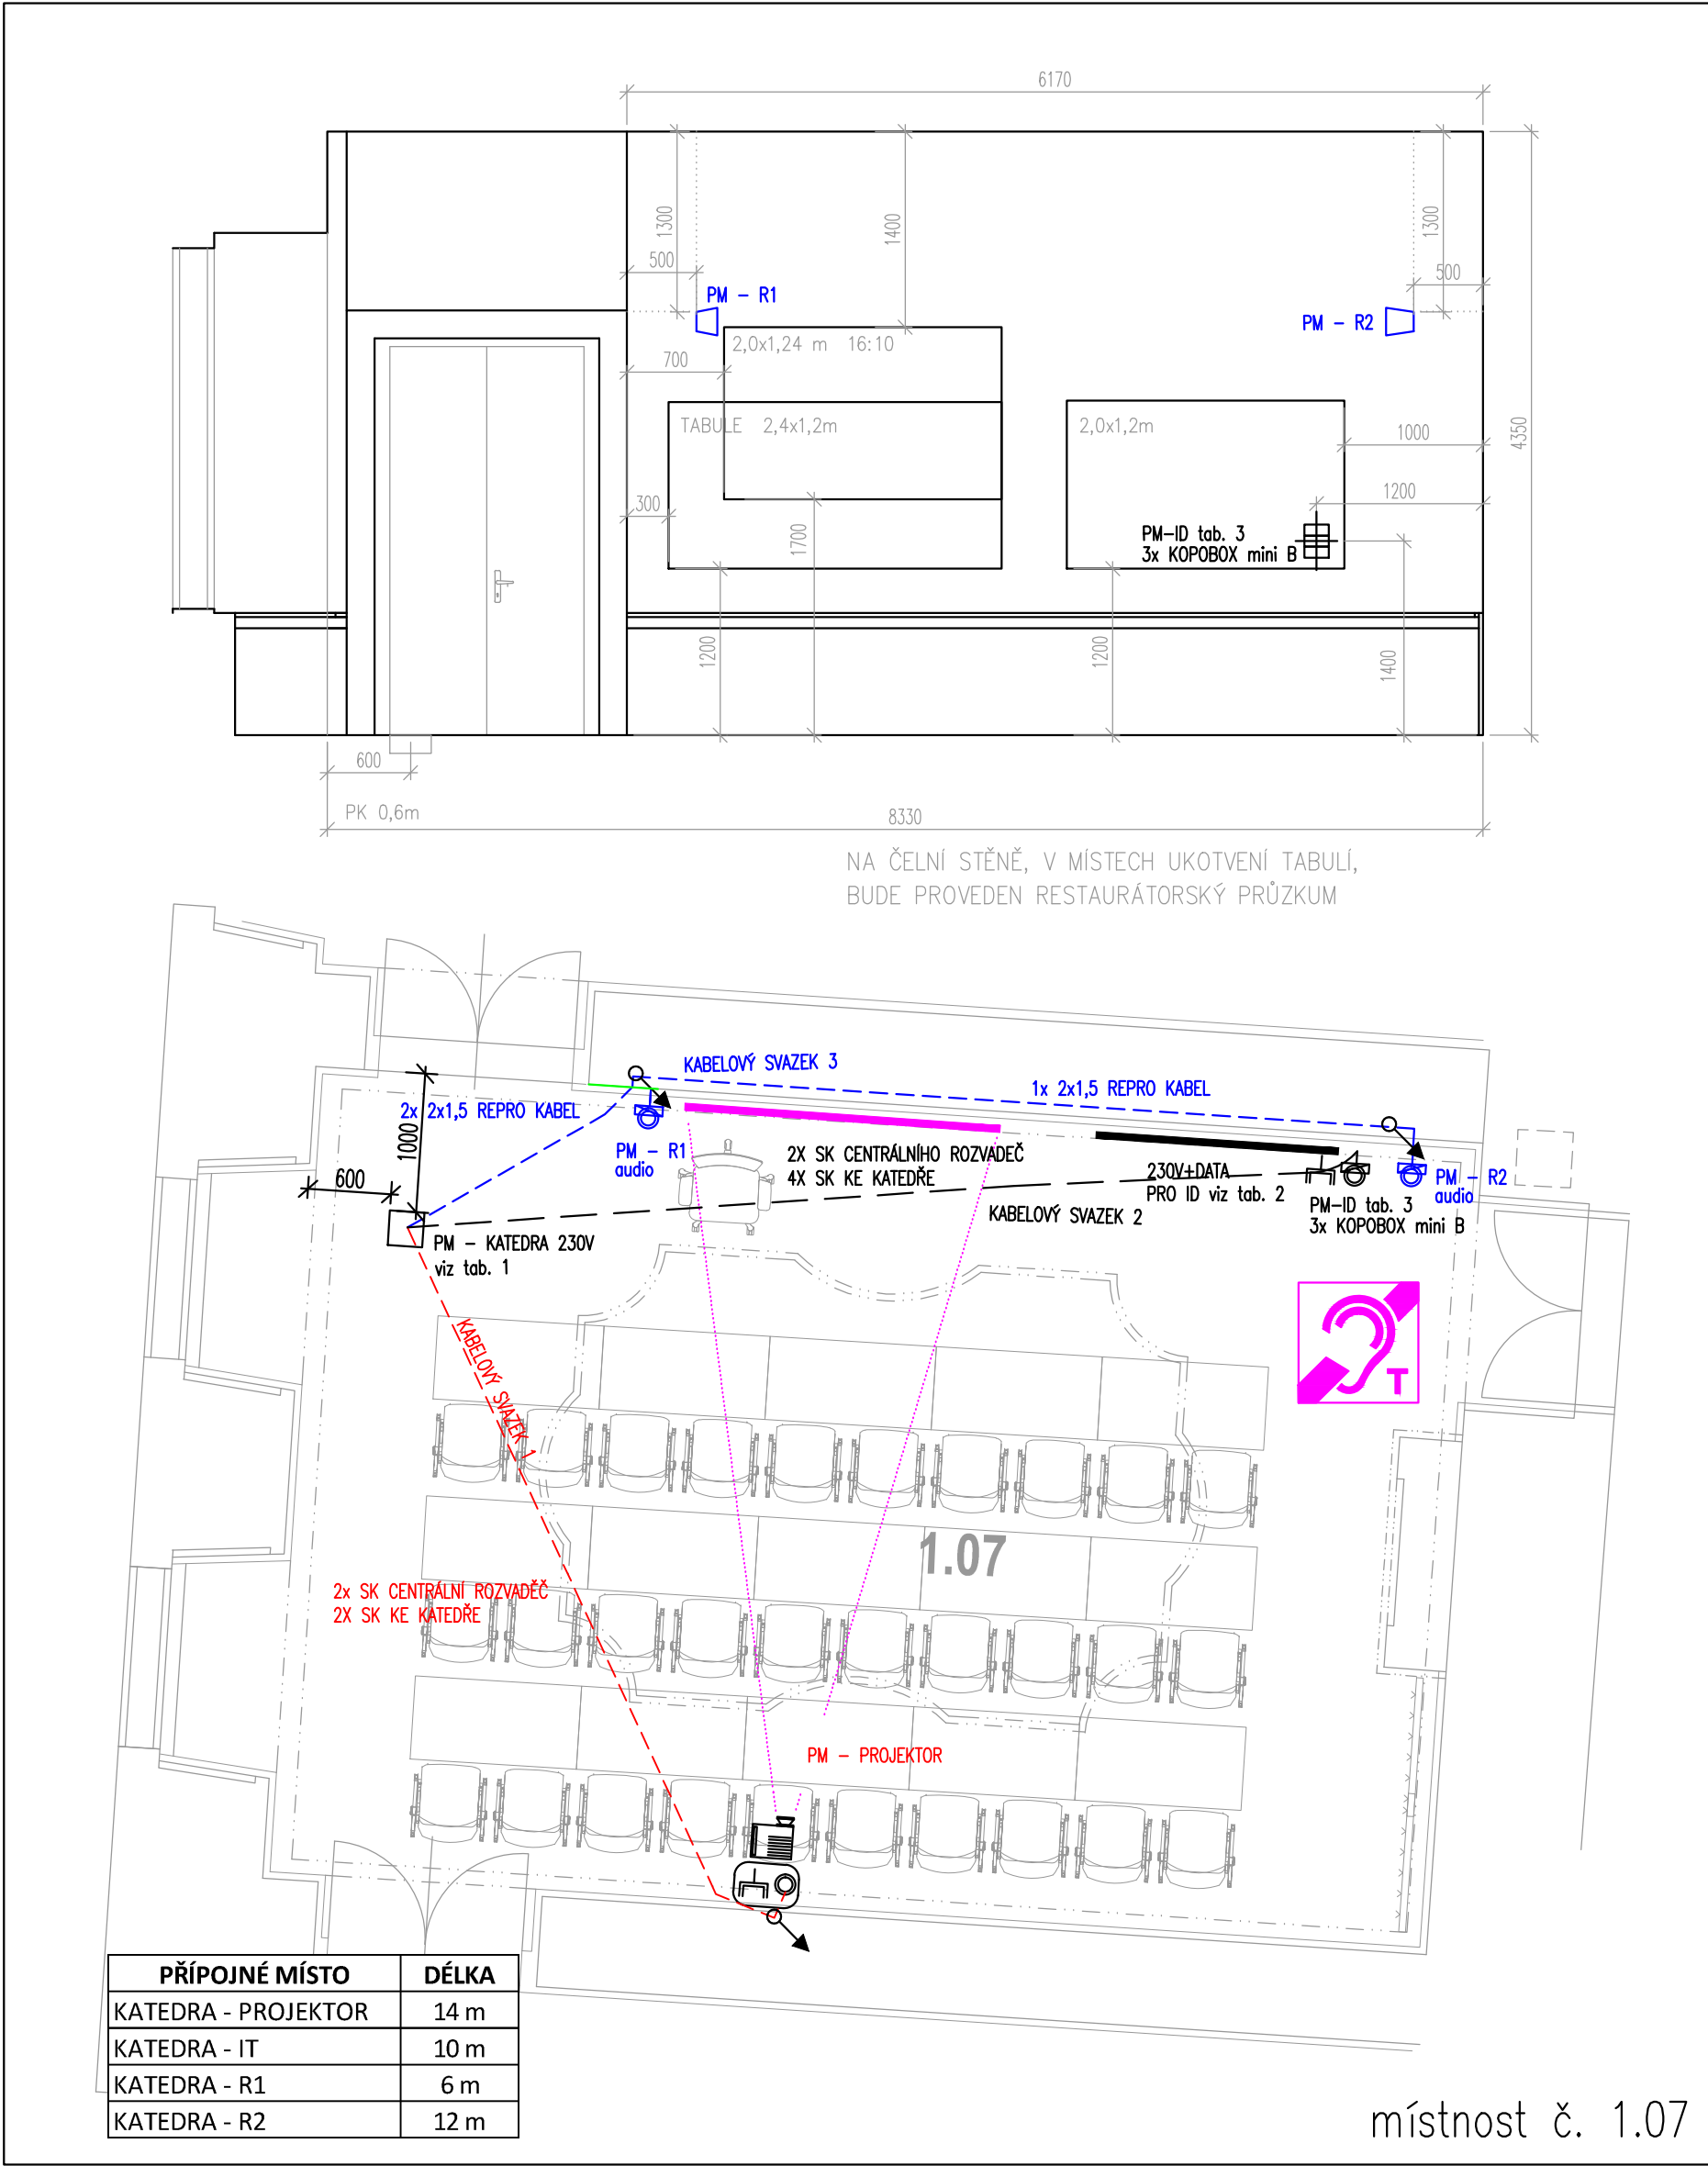 6170
1300
500
1400
1300
500
PM - R1
PM - R2
2,0x1,24 m 16:10
700
TABULE 2,4x1,2m
2,0x1,2m
1000
4350
1200
300
1700
PM-ID tab. 3
3x KOPOBOX mini B
1200
1200
1400
600
PK 0,6m
8330
NA ČELNÍ STĚNĚ, V MÍSTECH UKOTVENÍ TABULÍ,
BUDE PROVEDEN RESTAURÁTORSKÝ PRŮZKUM
KABELOVÝ SVAZEK 3
1x 2x1,5 REPRO KABEL
2x 2x1,5 REPRO KABEL
1000
600
PM - R1
audio
2X SK CENTRÁLNÍHO ROZVADEČ
4X SK KE KATEDŘE
230V+DATA
PRO ID viz tab. 2
PM - R2
audio
PM-ID tab. 3
3x KOPOBOX mini B
KABELOVÝ SVAZEK 2
PM - KATEDRA 230V
viz tab. 1
KABELOVÝ SVAZEK 1
T
1.07
2x SK CENTRÁLNÍ ROZVADĚČ
2X SK KE KATEDŘE
PM - PROJEKTOR
PŘÍPOJNÉ MÍSTO DÉLKA
KATEDRA - PROJEKTOR 14 m
KATEDRA - IT 10 m
KATEDRA - R1 6 m
KATEDRA - R2 12 m
místnost č. 1.07